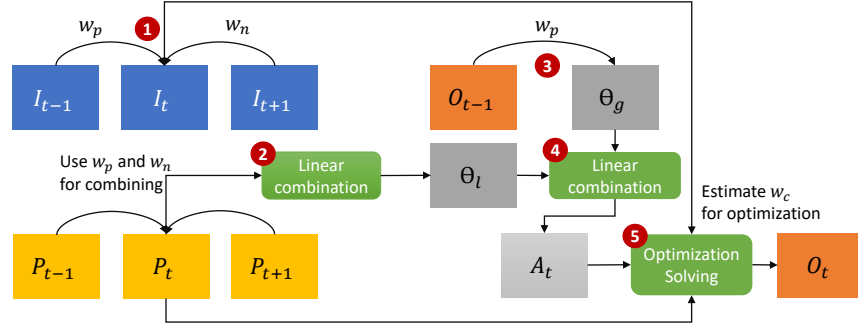 w_p
1
w_n
w_p
3
I_{t−1}
I_t
I_{t+1}
O_{t−1}
Θ_g
Use w_p and w_n
for combining
2
Linear
combination
Θ_l
4
Linear
combination
Estimate w_c
for optimization
P_{t−1}
P_t
P_{t+1}
A_t
5
Optimization
Solving
O_t